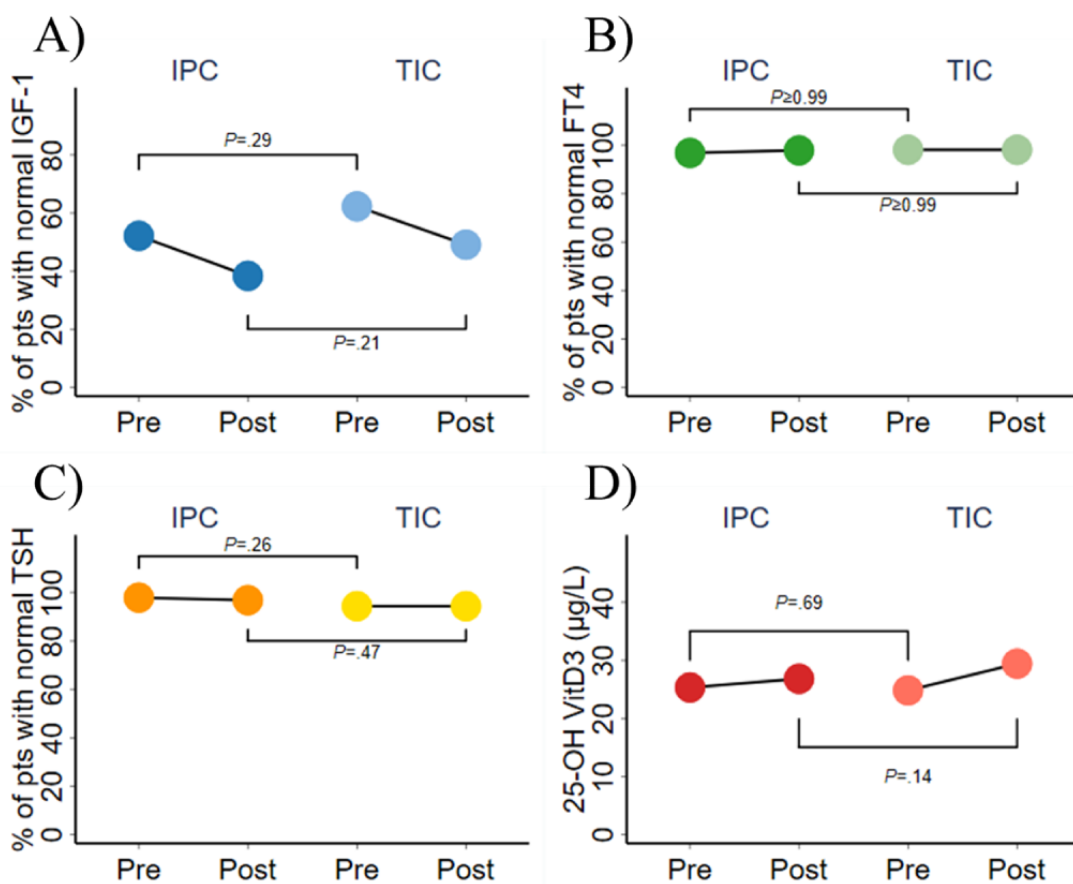 A)
IPC TIC
% of pts with normal IGF-1
80
60
40
20
0
P=.29
P=.21
Pre Post Pre Post
B)
IPC TIC
% of pts with normal FT4
100
80
60
40
20
0
P≥0.99
P≥0.99
Pre Post Pre Post
C)
IPC TIC
% of pts with normal TSH
100
80
60
40
20
0
P=.26
P=.47
Pre Post Pre Post
D)
IPC TIC
25-OH VitD3 (µg/L)
40
30
20
10
0
P=.69
P=.14
Pre Post Pre Post